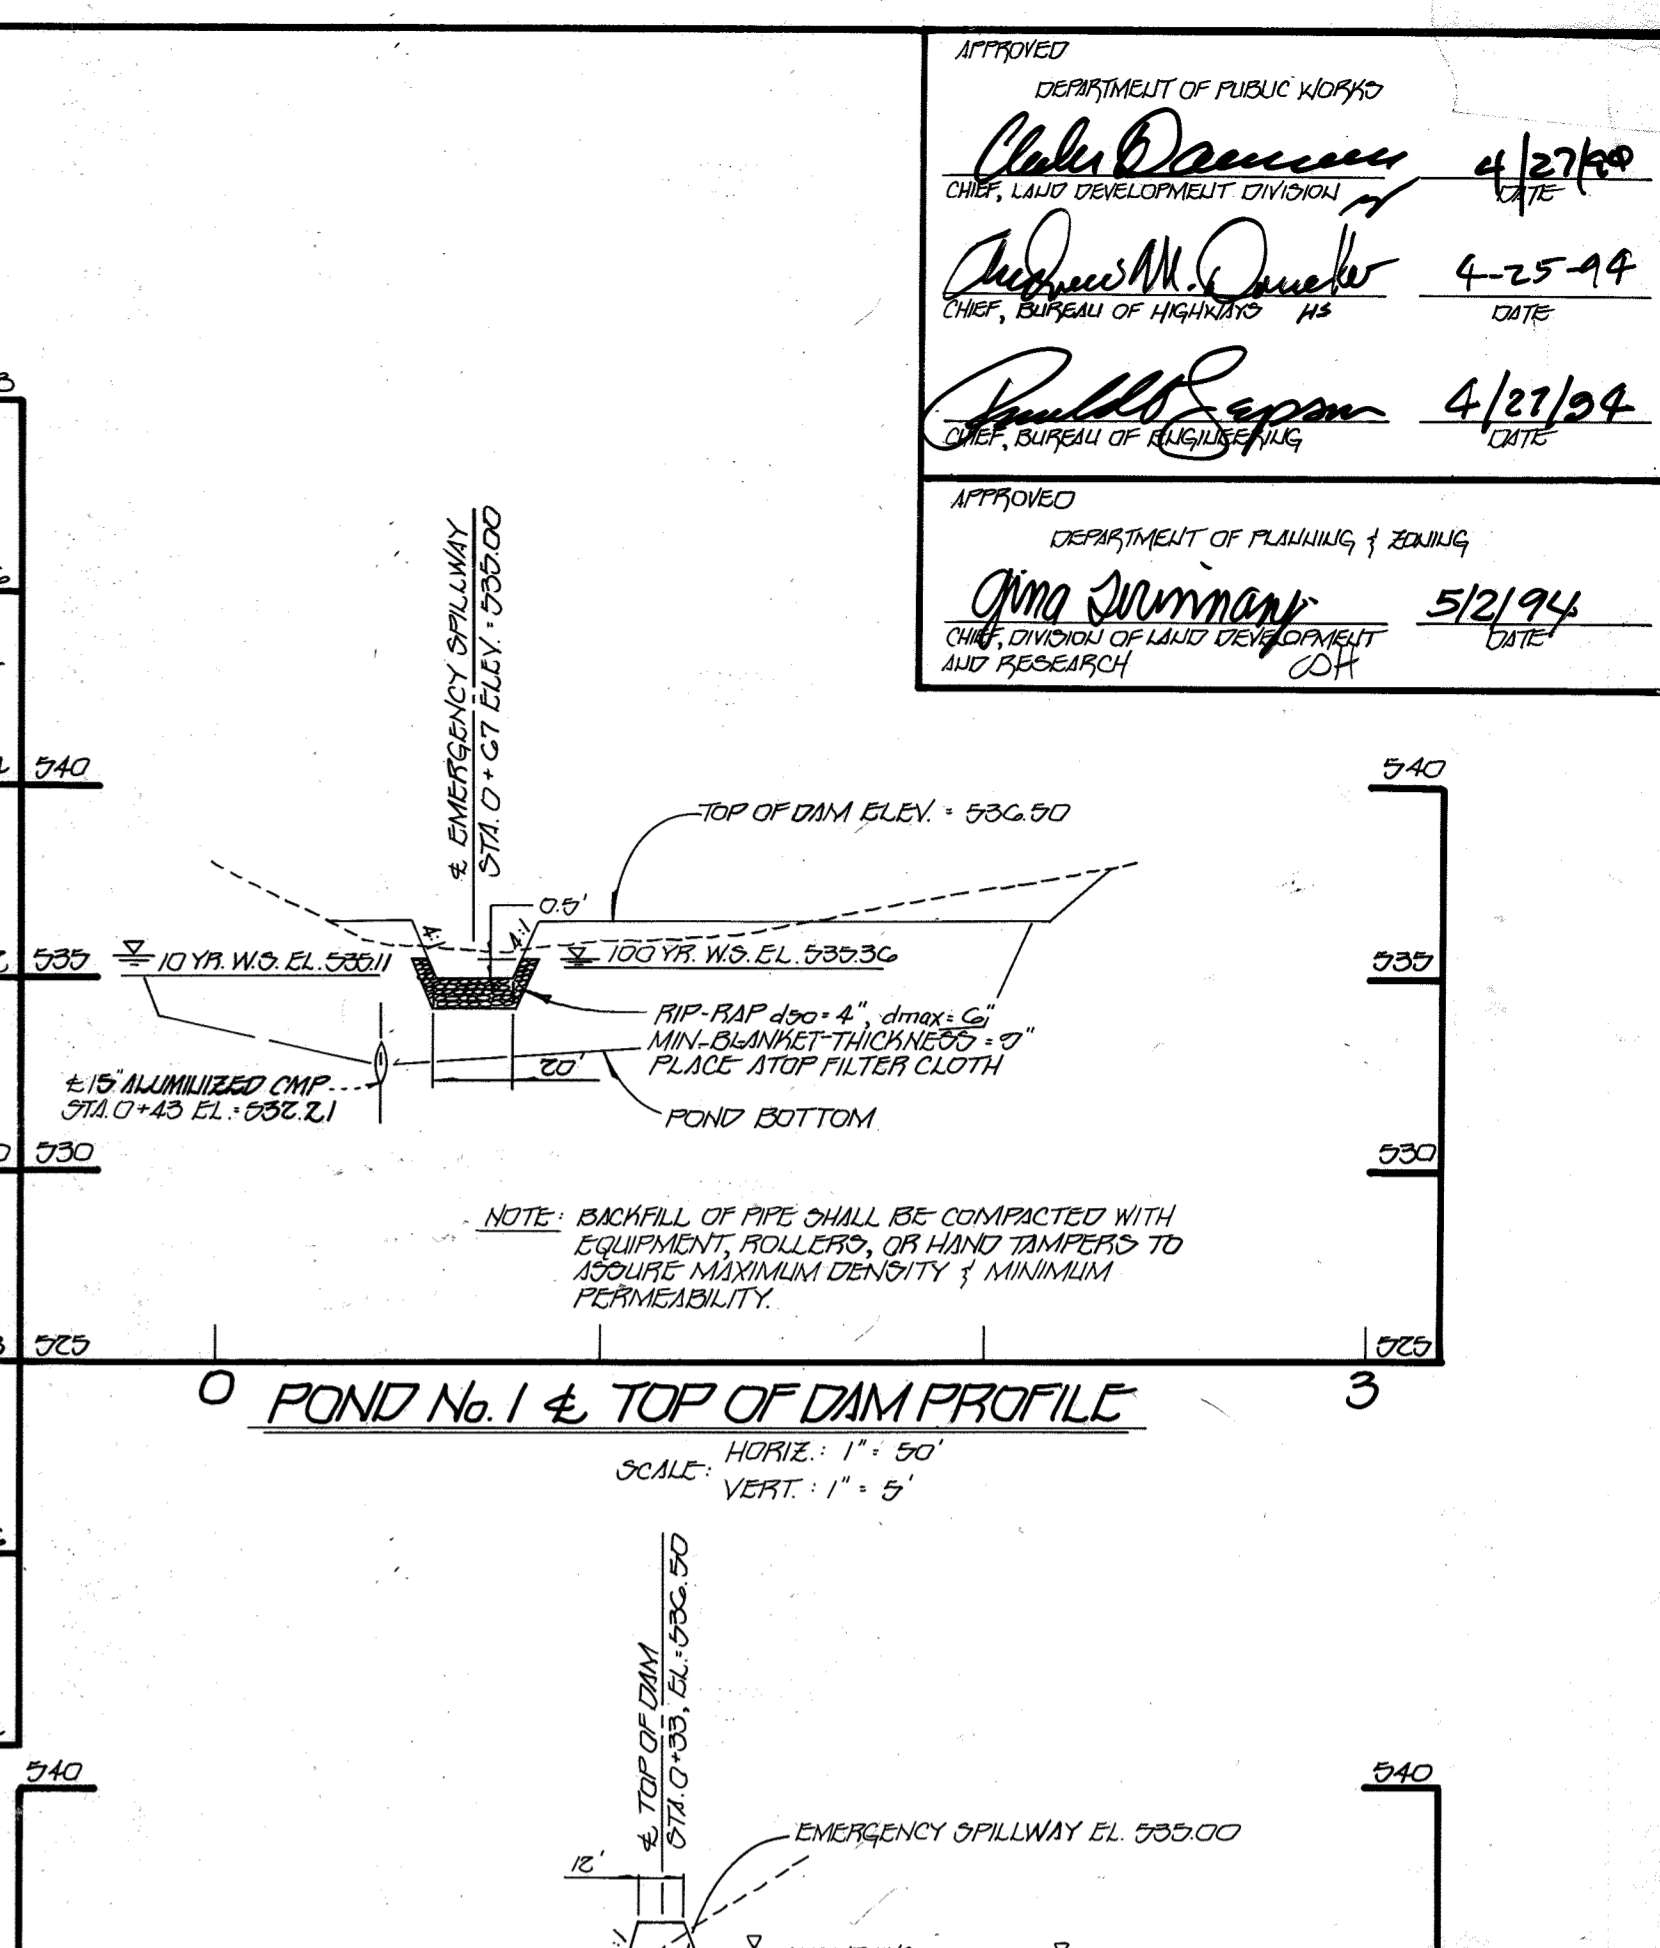 APPROVED
DEPARTMENT OF PUBLIC WORKS
4/27/90
CHIEF, LAND DEVELOPMENT DIVISION
DATE
4-25-94
CHIEF, BUREAU OF HIGHWAYS HS
DATE
4/27/94
CHIEF, BUREAU OF ENGINEERING
DATE
APPROVED
DEPARTMENT OF PLANNING & ZONING
5/2/94
CHIEF, DIVISION OF LAND DEVELOPMENT
DATE
AND RESEARCH
℄ EMERGENCY SPILLWAY
STA. 0+67 ELEV. = 535.00
540
540
TOP OF DAM ELEV. = 536.50
0.5'
4:1
4:1
535
10 YR. W.S. EL. 535.11
100 YR. W.S. EL. 535.36
535
RIP-RAP d50 = 4", dmax = 6"
MIN-BLANKET-THICKNESS = 9"
PLACE ATOP FILTER CLOTH
20'
℄ 15" ALUMINIZED CMP
STA. 0+43 EL. = 532.21
POND BOTTOM
530
530
NOTE: BACKFILL OF PIPE SHALL BE COMPACTED WITH
EQUIPMENT, ROLLERS, OR HAND TAMPERS TO
ASSURE MAXIMUM DENSITY & MINIMUM
PERMEABILITY.
525
525
0
3
POND No. 1 ℄ TOP OF DAM PROFILE
SCALE: HORIZ.: 1" = 50'
VERT.: 1" = 5'
℄ TOP OF DAM
STA. 0+33, EL. = 536.50
540
540
EMERGENCY SPILLWAY EL. 535.00
12'